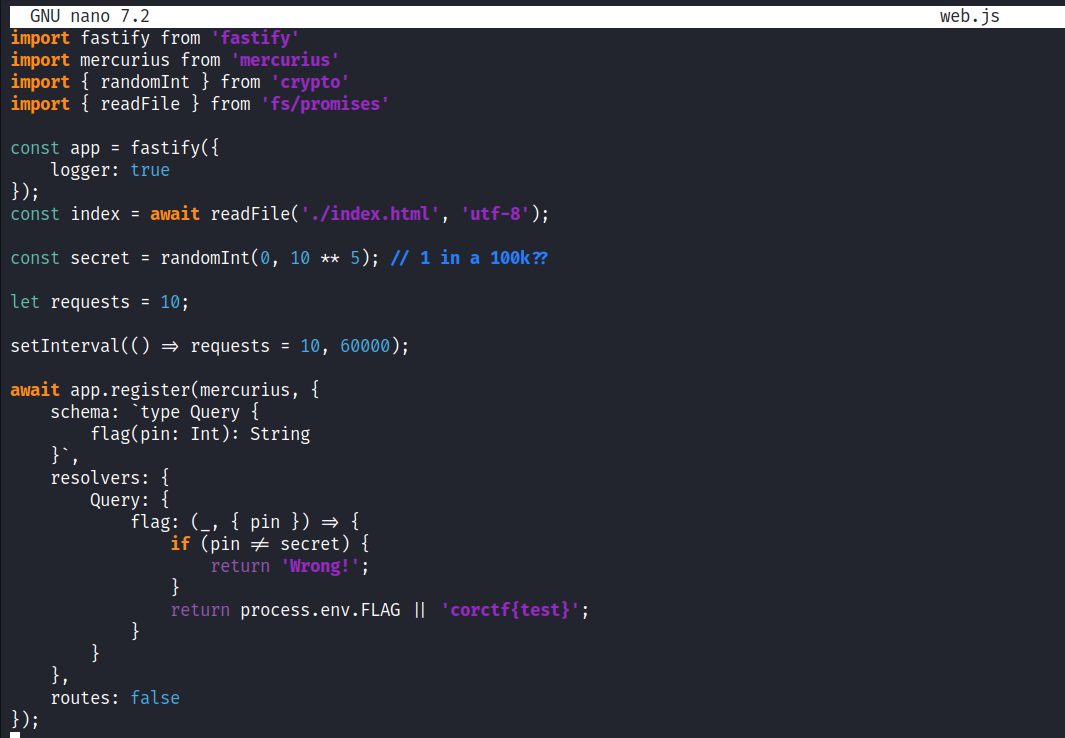 GNU nano 7.2 web.js
import fastify from 'fastify'
import mercurius from 'mercurius'
import { randomInt } from 'crypto'
import { readFile } from 'fs/promises'

const app = fastify({
    logger: true
});
const index = await readFile('./index.html', 'utf-8');

const secret = randomInt(0, 10 ** 5); // 1 in a 100k??

let requests = 10;

setInterval(() => requests = 10, 60000);

await app.register(mercurius, {
    schema: `type Query {
        flag(pin: Int): String
    }`,
    resolvers: {
        Query: {
            flag: (_, { pin }) => {
                if (pin != secret) {
                    return 'Wrong!';
                }
                return process.env.FLAG || 'corctf{test}';
            }
        }
    },
    routes: false
});